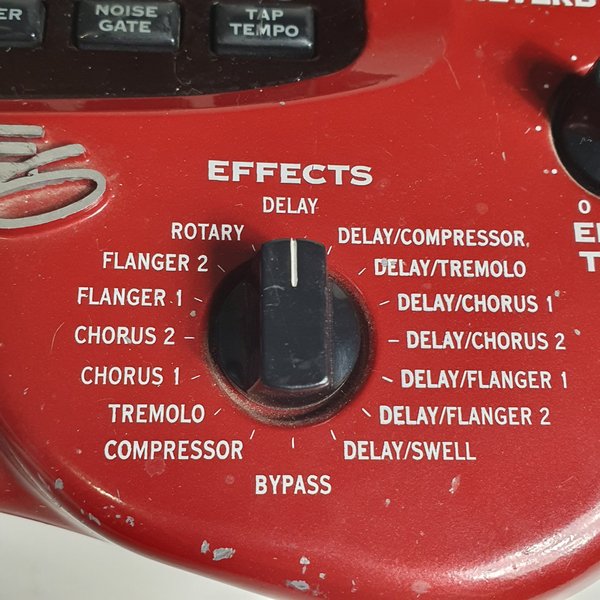 NOISE
GATE
TAP
TEMPO
EFFECTS
DELAY
ROTARY
DELAY/COMPRESSOR
FLANGER 2
DELAY/TREMOLO
FLANGER 1
DELAY/CHORUS 1
CHORUS 2
DELAY/CHORUS 2
CHORUS 1
DELAY/FLANGER 1
TREMOLO
DELAY/FLANGER 2
COMPRESSOR
DELAY/SWELL
BYPASS
0